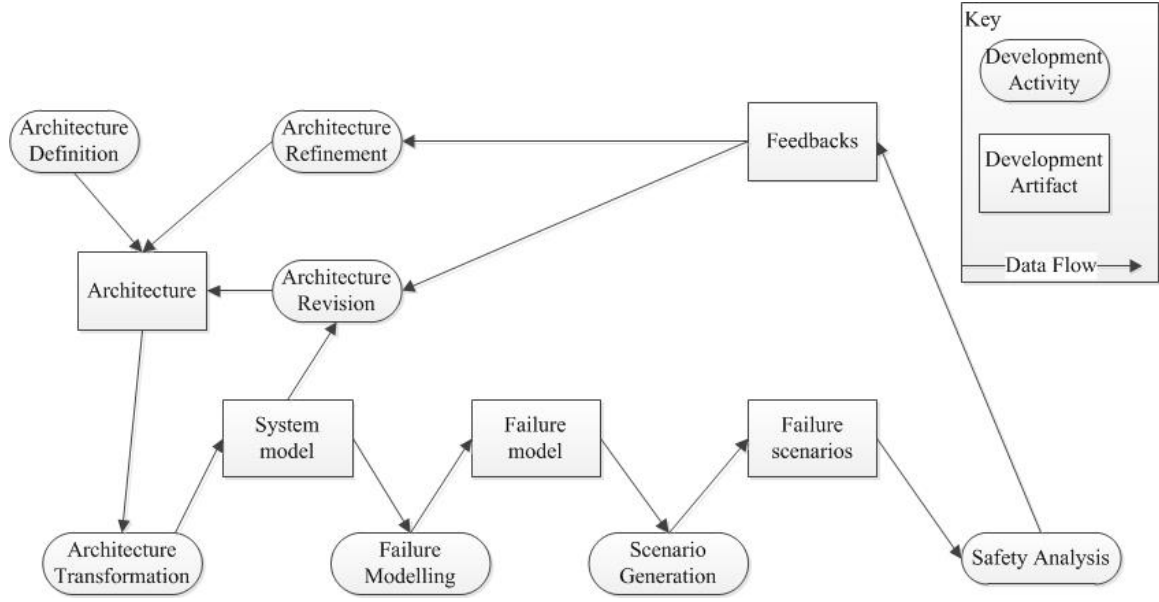 Key
Development
Activity
Development
Artifact
Data Flow
Architecture
Definition
Architecture
Refinement
Feedbacks
Architecture
Architecture
Revision
System
model
Failure
model
Failure
scenarios
Architecture
Transformation
Failure
Modelling
Scenario
Generation
Safety Analysis